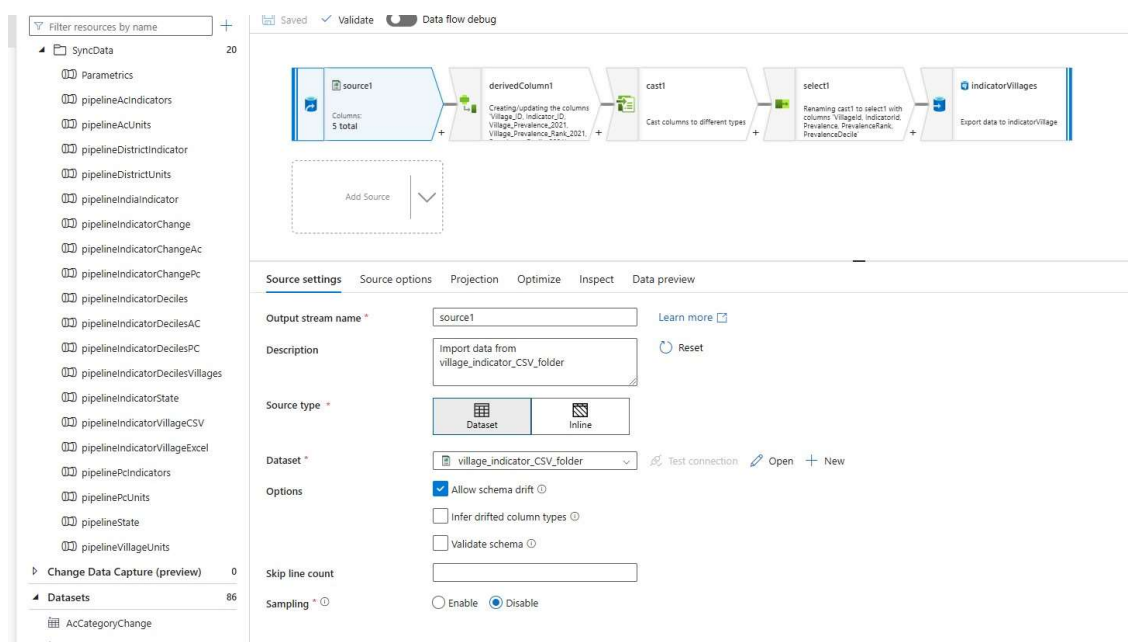 Filter resources by name
SyncData 20
Parametrics
pipelineAcIndicators
pipelineAcUnits
pipelineDistrictIndicator
pipelineDistrictUnits
pipelineIndiaIndicator
pipelineIndicatorChange
pipelineIndicatorChangeAc
pipelineIndicatorChangePc
pipelineIndicatorDeciles
pipelineIndicatorDecilesAC
pipelineIndicatorDecilesPC
pipelineIndicatorDecilesVillages
pipelineIndicatorState
pipelineIndicatorVillageCSV
pipelineIndicatorVillageExcel
pipelinePcIndicators
pipelinePcUnits
pipelineState
pipelineVillageUnits
Change Data Capture (preview) 0
Datasets 86
AcCategoryChange
Saved Validate Data flow debug
source1
Columns:
5 total
+
derivedColumn1
Creating/updating the columns
'Village_ID, Indicator_ID,
Village_Prevalence_2021,
Village_Prevalence_Rank_2021,
+
cast1
Cast columns to different types
+
select1
Renaming cast1 to select1 with
columns 'VillageId, IndicatorId,
Prevalence, PrevalenceRank,
PrevalenceDecile'
+
indicatorVillages
Export data to indicatorVillage
Add Source
Source settings Source options Projection Optimize Inspect Data preview
Output stream name * source1 Learn more
Description Import data from
village_indicator_CSV_folder
Reset
Source type * Dataset Inline
Dataset * village_indicator_CSV_folder Test connection Open + New
Options Allow schema drift
Infer drifted column types
Validate schema
Skip line count
Sampling * Enable Disable